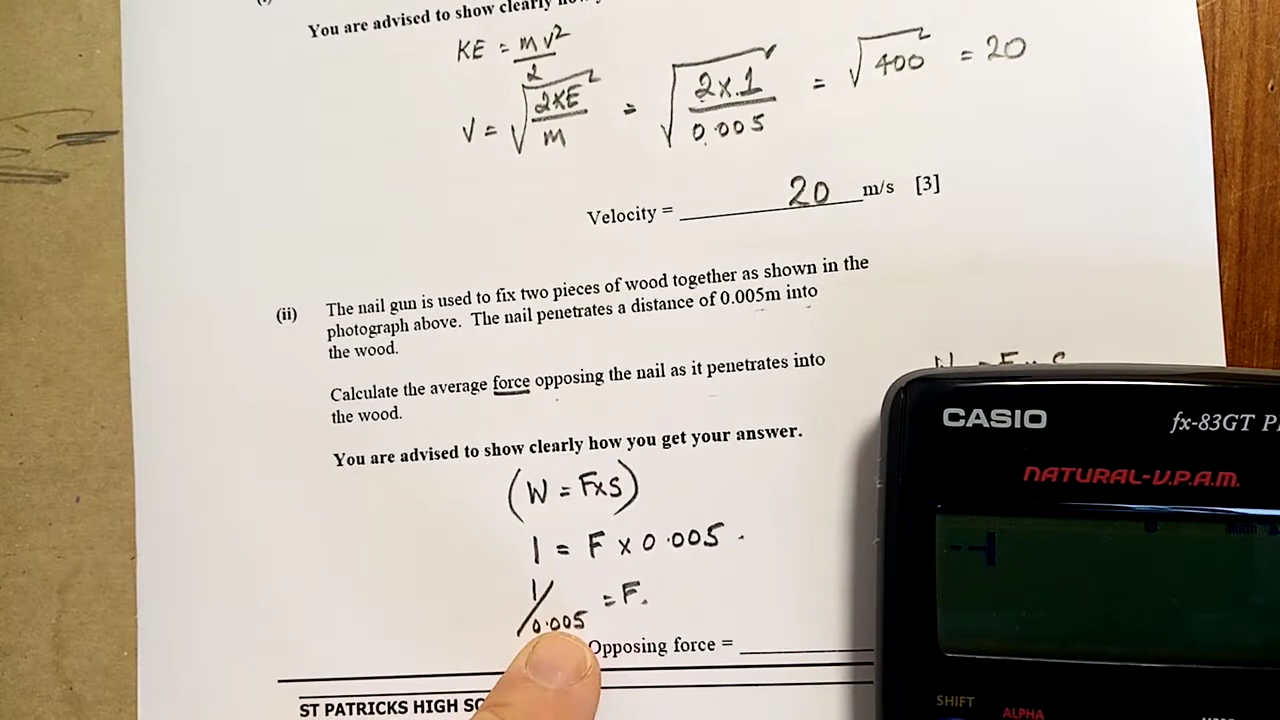 You are advised to show clearly
KE = mv²/2
V = √(2KE/m) = √(2×1/0.005) = √400 = 20
Velocity = 20 m/s [3]
(ii) The nail gun is used to fix two pieces of wood together as shown in the
photograph above. The nail penetrates a distance of 0.005m into
the wood.
Calculate the average force opposing the nail as it penetrates into
the wood.
You are advised to show clearly how you get your answer.
(W = F×S)
1 = F × 0.005
1/0.005 = F.
Opposing force =
ST PATRICKS HIGH
CASIO
fx-83GT
NATURAL-V.P.A.M.
SHIFT
ALPHA